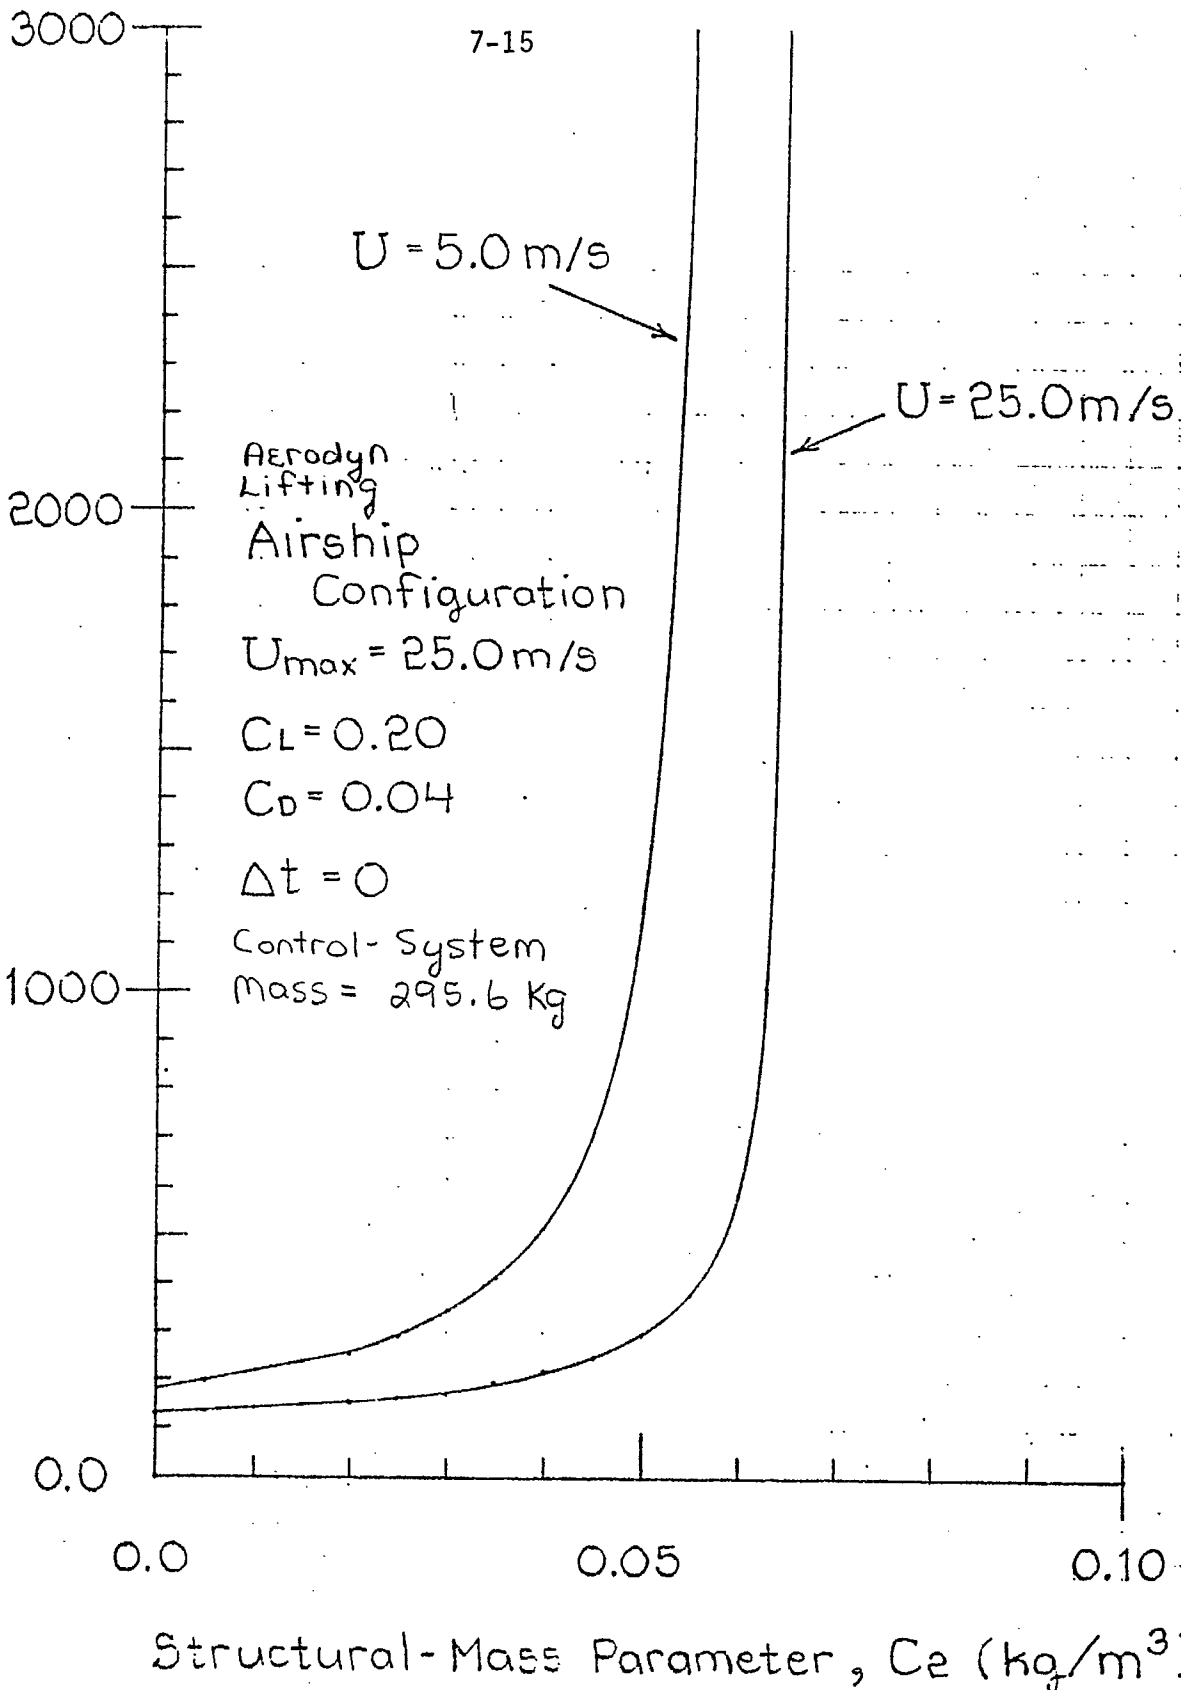 3000
7-15
U = 5.0 m/s
U = 25.0 m/s
Aerodyn
Lifting
2000
Airship
Configuration
Umax = 25.0 m/s
CL = 0.20
CD = 0.04
Δt = 0
Control-System
1000
Mass = 295.6 Kg
0.0
0.0 0.05 0.10
Structural-Mass Parameter, C2 (kg/m³)